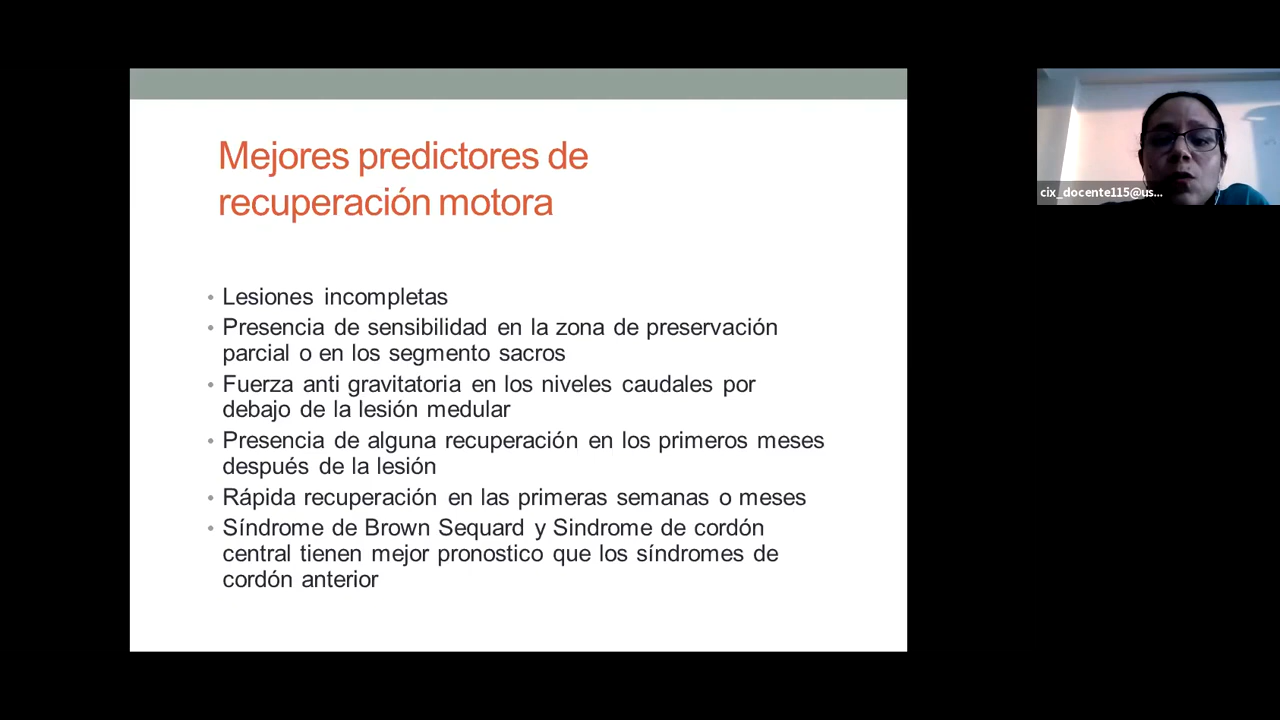 Mejores predictores de
recuperación motora
• Lesiones incompletas
• Presencia de sensibilidad en la zona de preservación
parcial o en los segmento sacros
• Fuerza anti gravitatoria en los niveles caudales por
debajo de la lesión medular
• Presencia de alguna recuperación en los primeros meses
después de la lesión
• Rápida recuperación en las primeras semanas o meses
• Síndrome de Brown Sequard y Sindrome de cordón
central tienen mejor pronostico que los síndromes de
cordón anterior
cix_docente115@us...